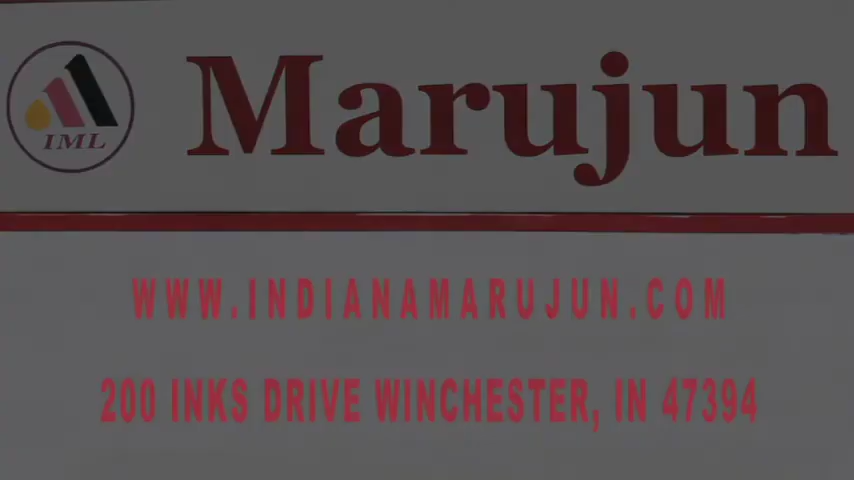 IML
Marujun
WWW.INDIANAMARUJUN.COM
200 INKS DRIVE WINCHESTER, IN 47394